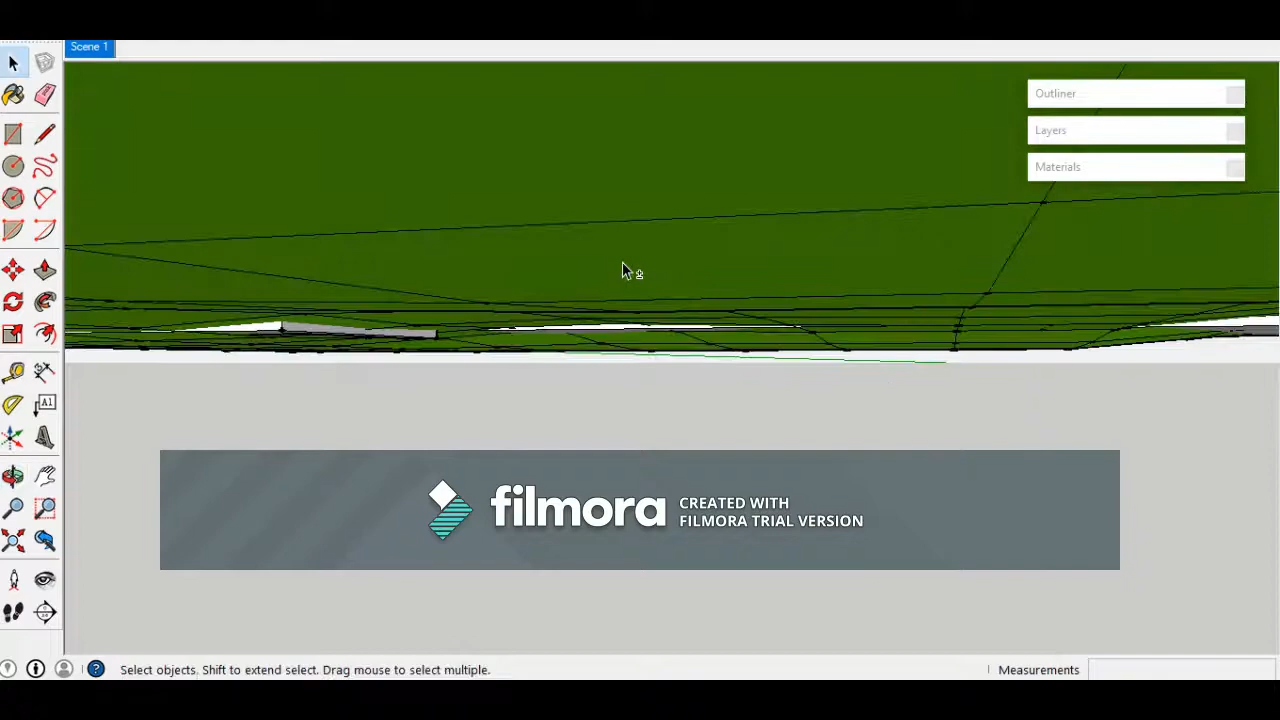 Scene 1
Outliner
Layers
Materials
A1
filmora
CREATED WITH
FILMORA TRIAL VERSION
Select objects. Shift to extend select. Drag mouse to select multiple.
Measurements